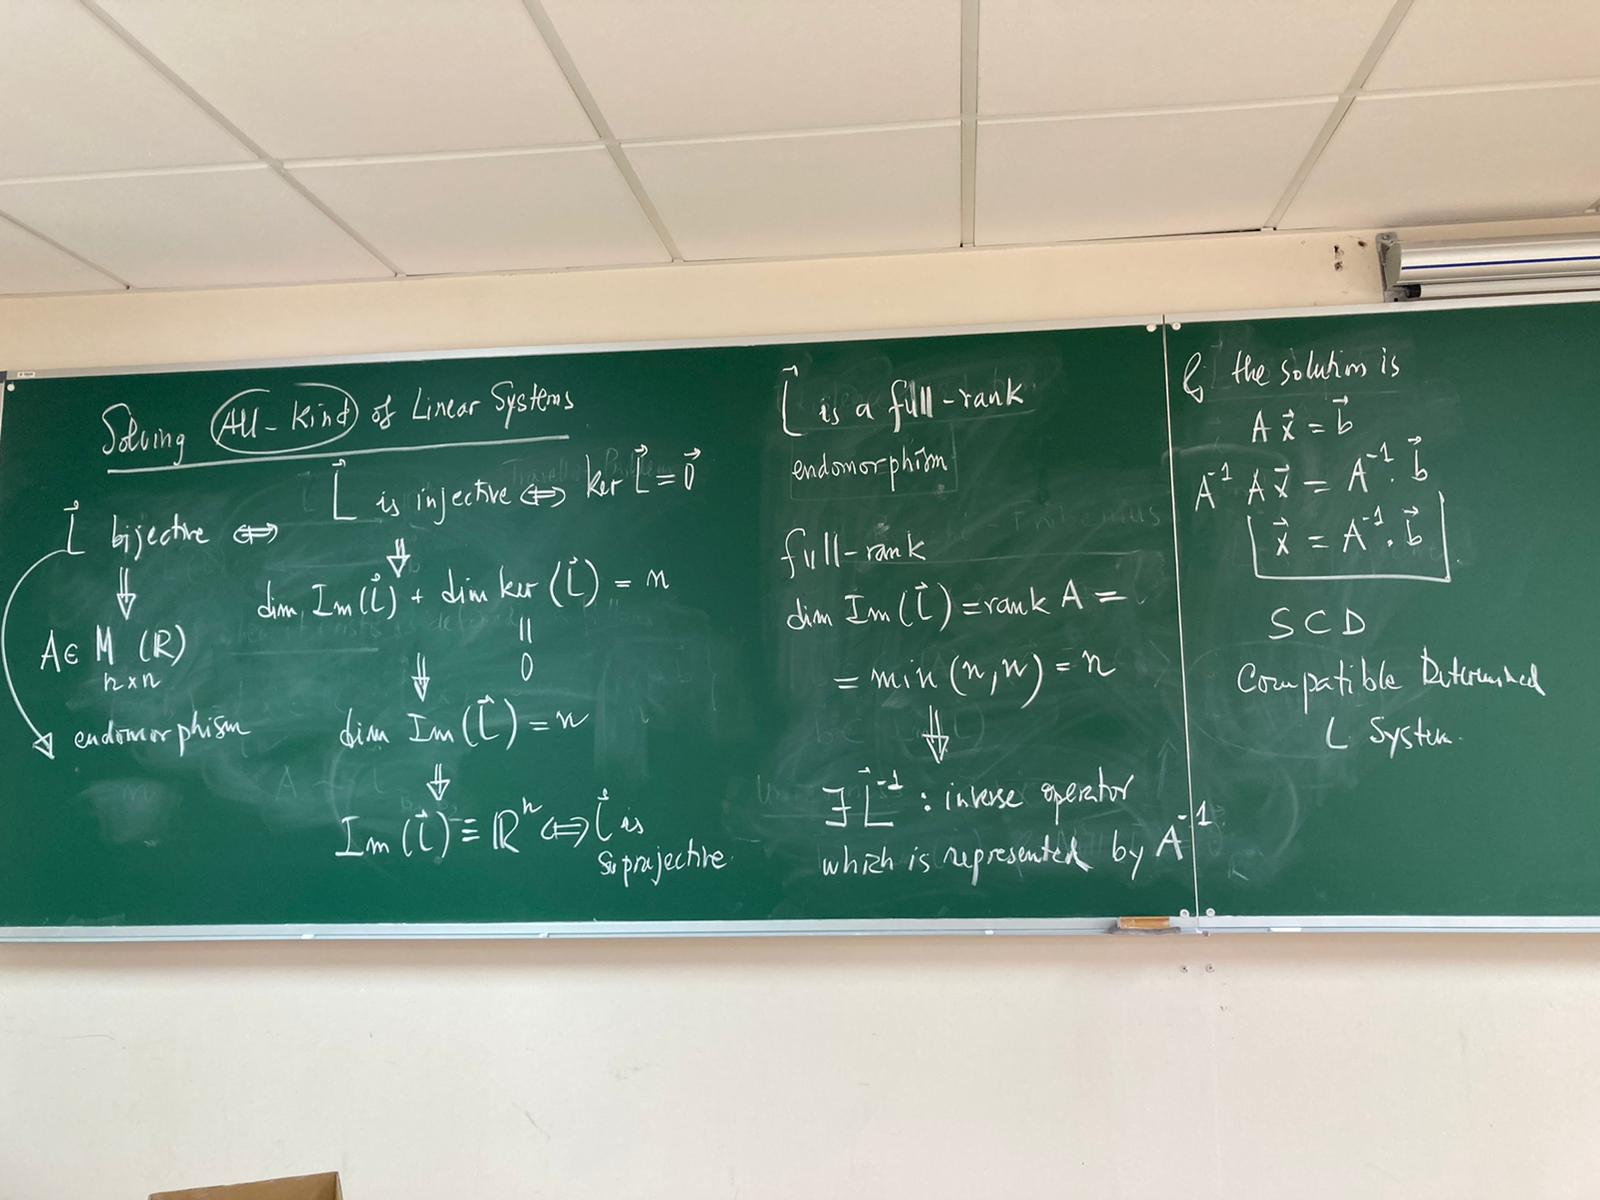 Solving All-Kind of Linear Systems
L⃗ bijective ⟺ L⃗ is injective ⟺ ker L⃗ = 0⃗
⇓
dim Im(L⃗) + dim ker(L⃗) = n
A ∈ M (ℝ)
n×n
||
0
⇓
endomorphism
dim Im(L⃗) = n
⇓
Im(L⃗) ≡ ℝⁿ ⟺ L⃗ is
suprajective
L⃗ is a full-rank
endomorphism
full-rank
dim Im(L⃗) = rank A =
= min(n,n) = n
⇓
∃ L⃗⁻¹ : inverse operator
which is represented by A⁻¹
the solution is
A x⃗ = b⃗
A⁻¹ A x⃗ = A⁻¹ · b⃗
x⃗ = A⁻¹ · b⃗
SCD
Compatible Determined
L System.